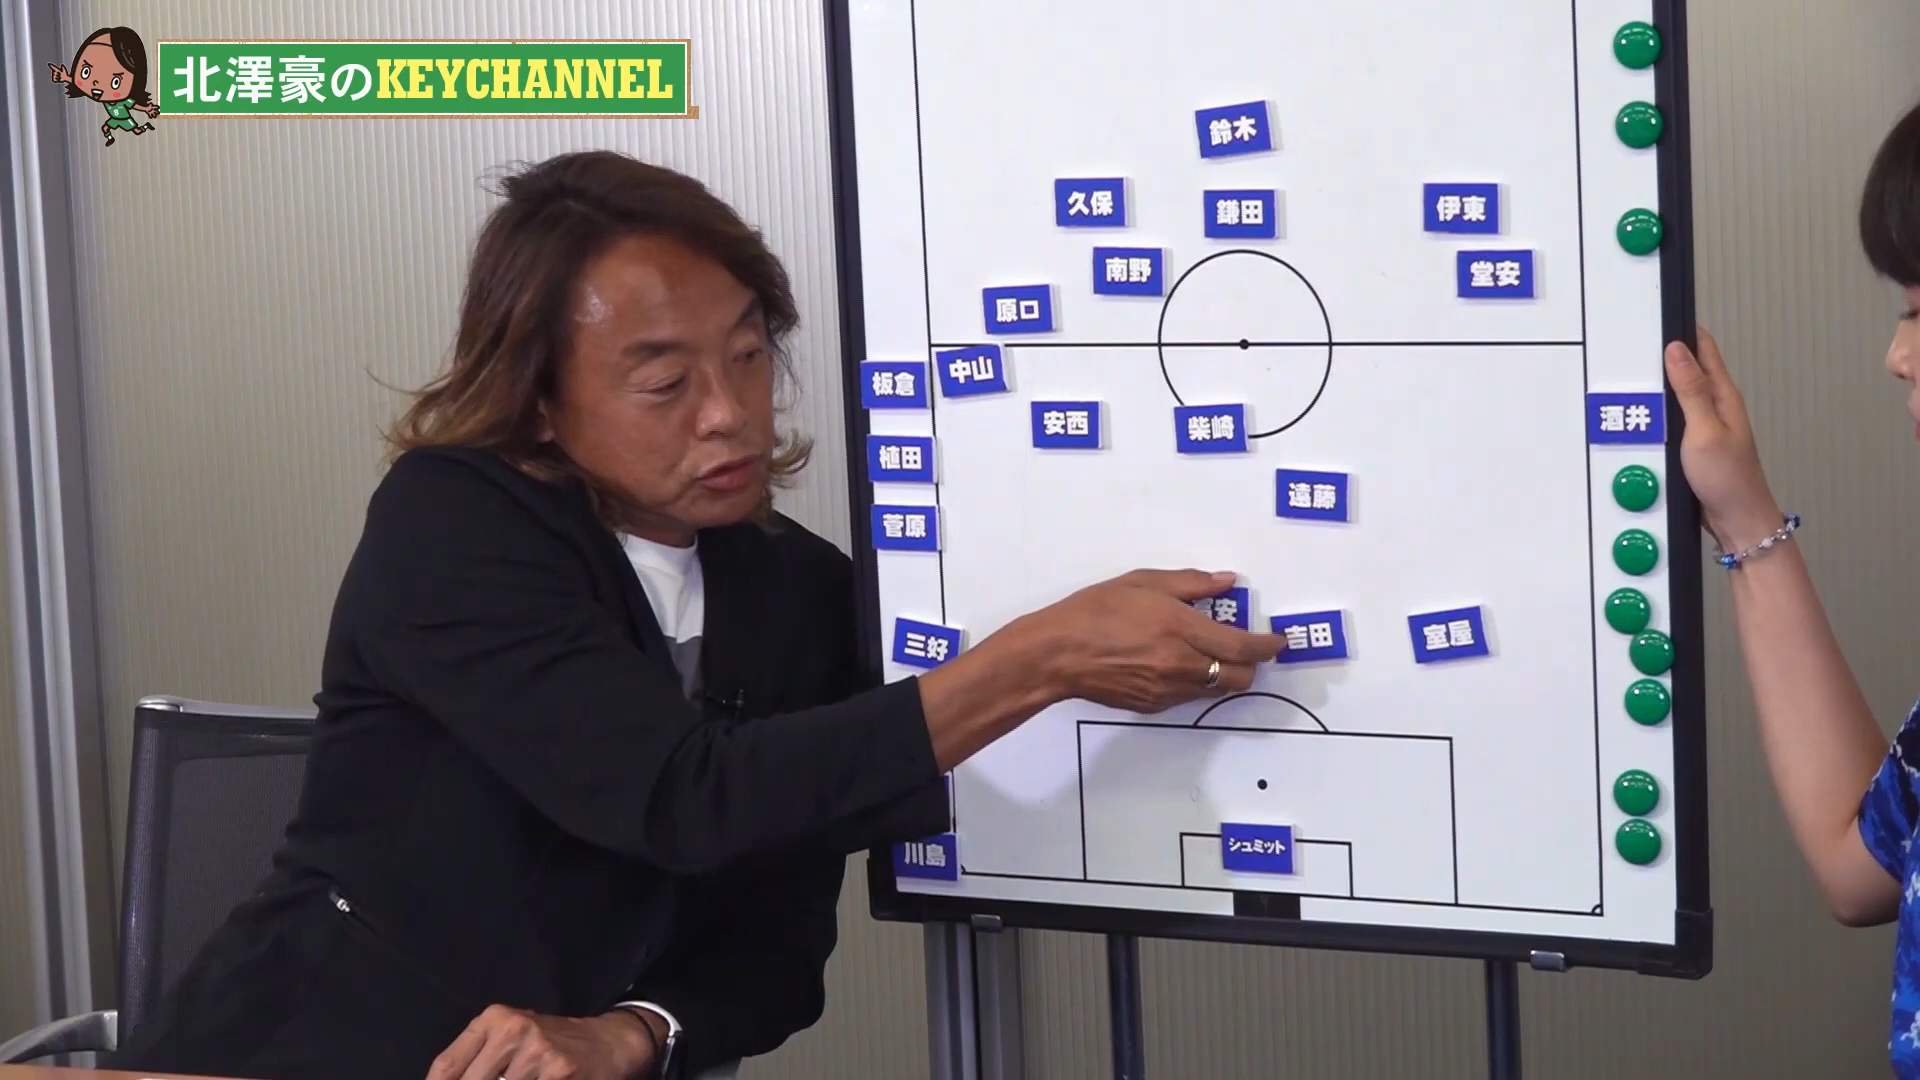 北澤豪のKEYCHANNEL
鈴木
久保
鎌田
伊東
南野
堂安
原口
中山
板倉
安西
柴崎
酒井
植田
遠藤
菅原
安
吉田
室屋
三好
シュミット
川島